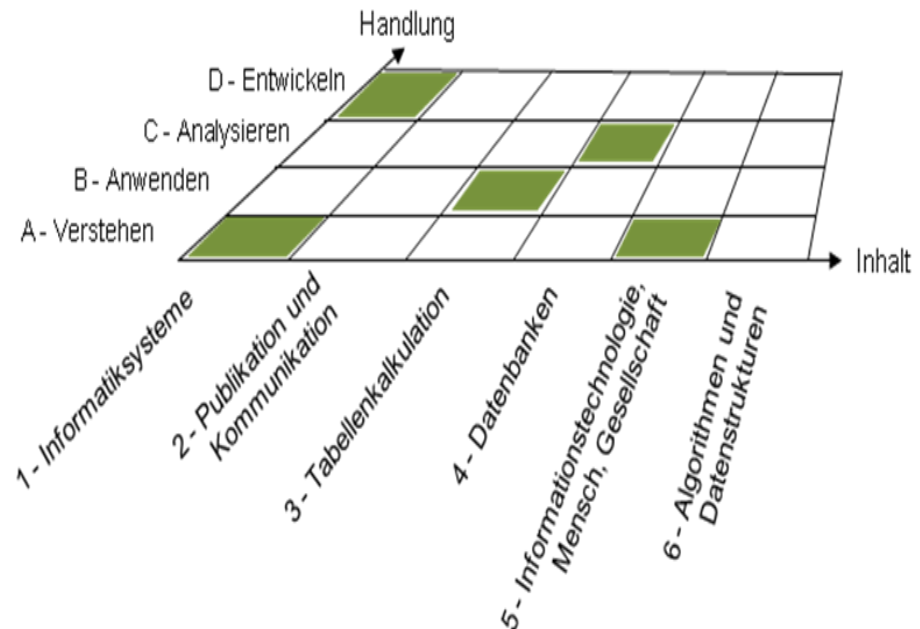 Handlung
D - Entwickeln
C - Analysieren
B - Anwenden
A - Verstehen
Inhalt
1- Informatiksysteme
2- Publikation und
Kommunikation
3 - Tabellenkalkulation
4 - Datenbanken
5 - Informationstechnologie,
Mensch, Gesellschaft
6 - Algorithmen und
Datenstrukturen